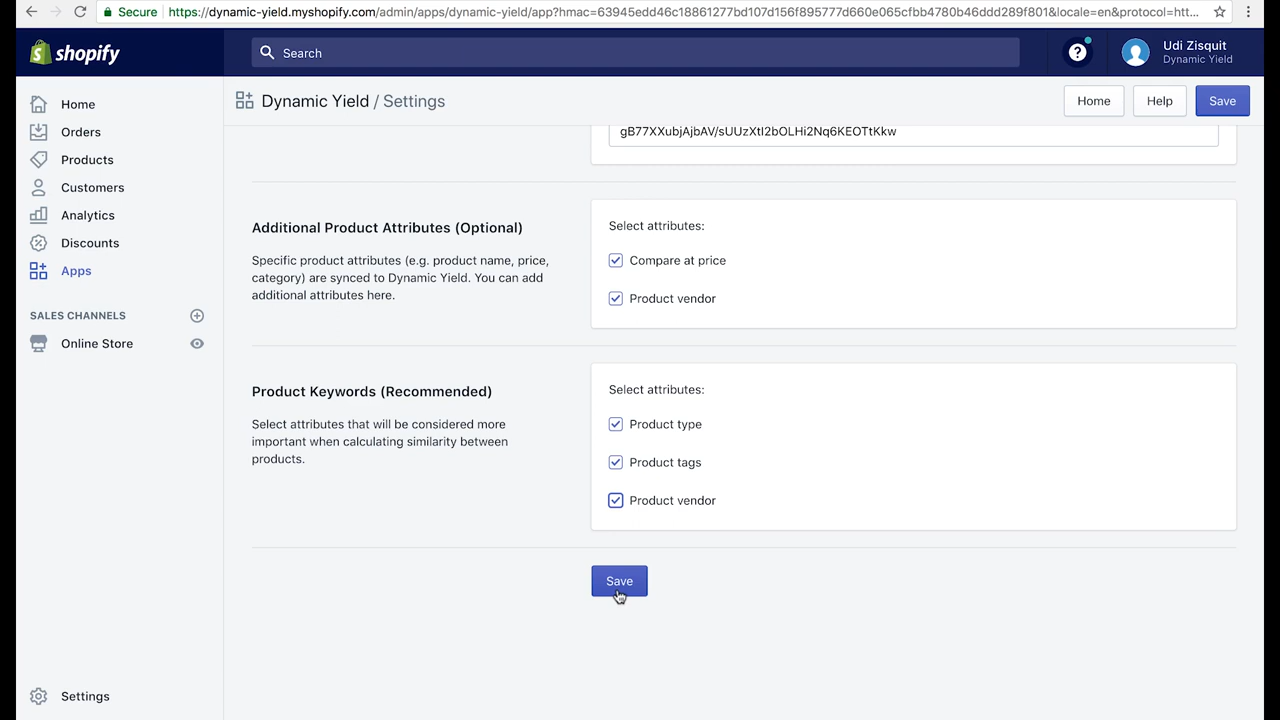 Secure
https://dynamic-yield.myshopify.com/admin/apps/dynamic-yield/app?hmac=63945edd46c18861277bd107d156f895777d660e065cfbb4780b46ddd289f801&locale=en&protocol=htt...
shopify
Search
?
Udi Zisquit
Dynamic Yield
Dynamic Yield / Settings
Home
Help
Save
Home
Orders
Products
Customers
Analytics
Discounts
Apps
SALES CHANNELS
Online Store
Settings
gB77XXubjAjbAV/sUUzXtI2bOLHi2Nq6KEOTtKkw
Additional Product Attributes (Optional)
Specific product attributes (e.g. product name, price,
category) are synced to Dynamic Yield. You can add
additional attributes here.
Select attributes:
Compare at price
Product vendor
Product Keywords (Recommended)
Select attributes that will be considered more
important when calculating similarity between
products.
Select attributes:
Product type
Product tags
Product vendor
Save